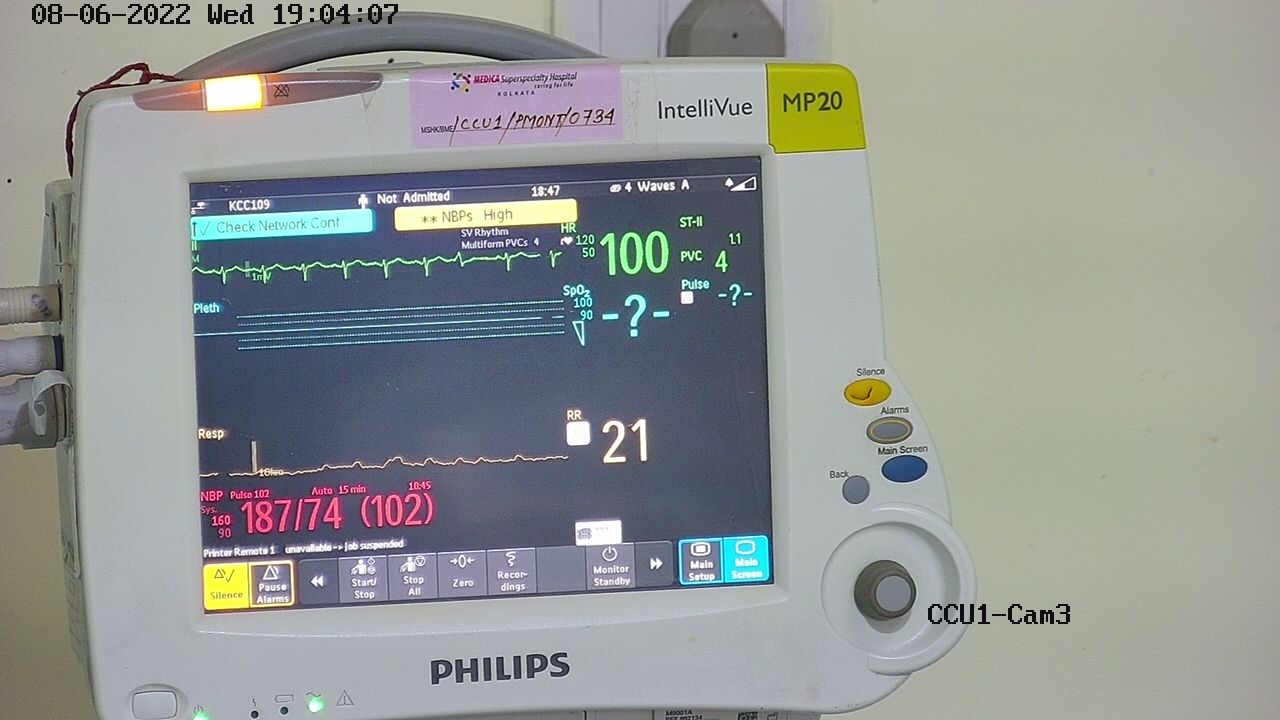 08-06-2022 Wed 19:04:07
MEDICA Superspecialty Hospital
caring for life
KOLKATA
MSHK/BME/CCU1/PMONT/0734
IntelliVue
MP20
KCC109
Not Admitted
18:47
4 Waves A
Check Network Conf
** NBPs High
SV Rhythm
Multiform PVCs 4
HR
120
50
100
ST-II
1.1
PVC 4
II
M
1mV
Pleth
SpO₂
100
90
-?-
Pulse
-?-
Resp
RR
21
NBP Pulse 102 Auto 15 min 18:45
Sys.
160
90
187/74 (102)
Printer Remote 1 unavailable -> job suspended
Silence
Pause Alarms
Start/ Stop
Stop All
Zero
Recor- dings
Monitor Standby
Main Setup
Main Screen
Silence
Alarms
Main Screen
Back
CCU1-Cam3
PHILIPS